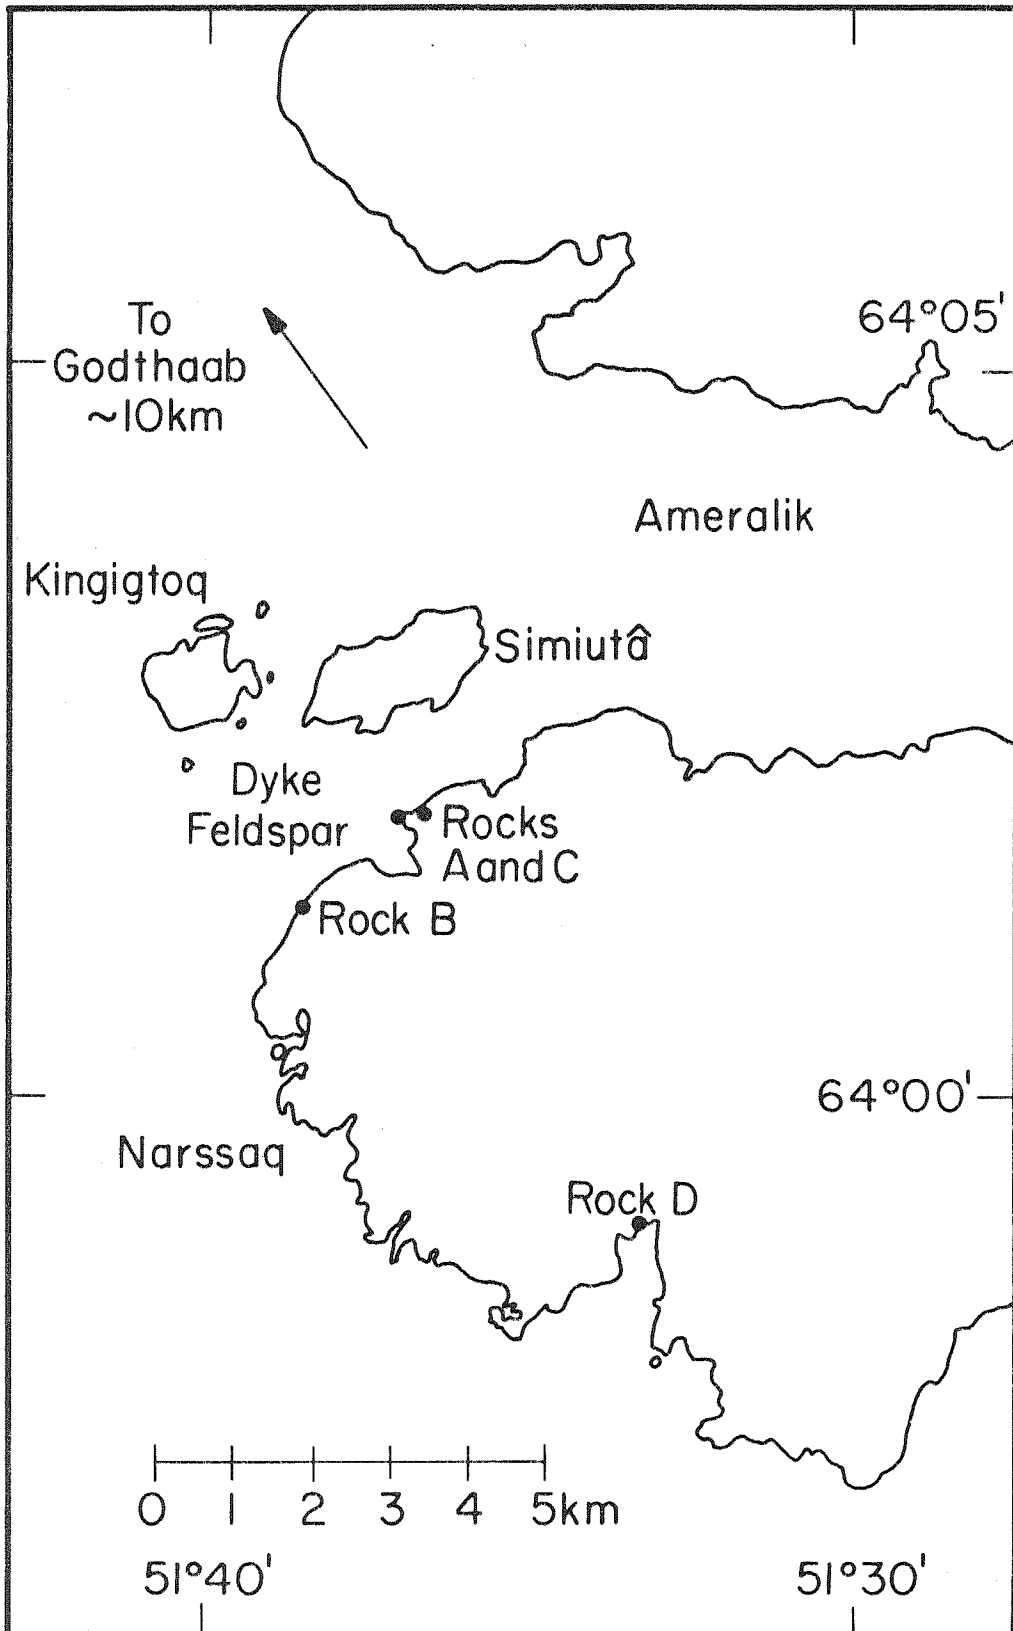 To
Godthaab
~10km
64°05'
Ameralik
Kingigtoq
Simiutâ
Dyke
Feldspar
Rocks
A and C
Rock B
64°00'
Narssaq
Rock D
0 1 2 3 4 5km
51°40' 51°30'